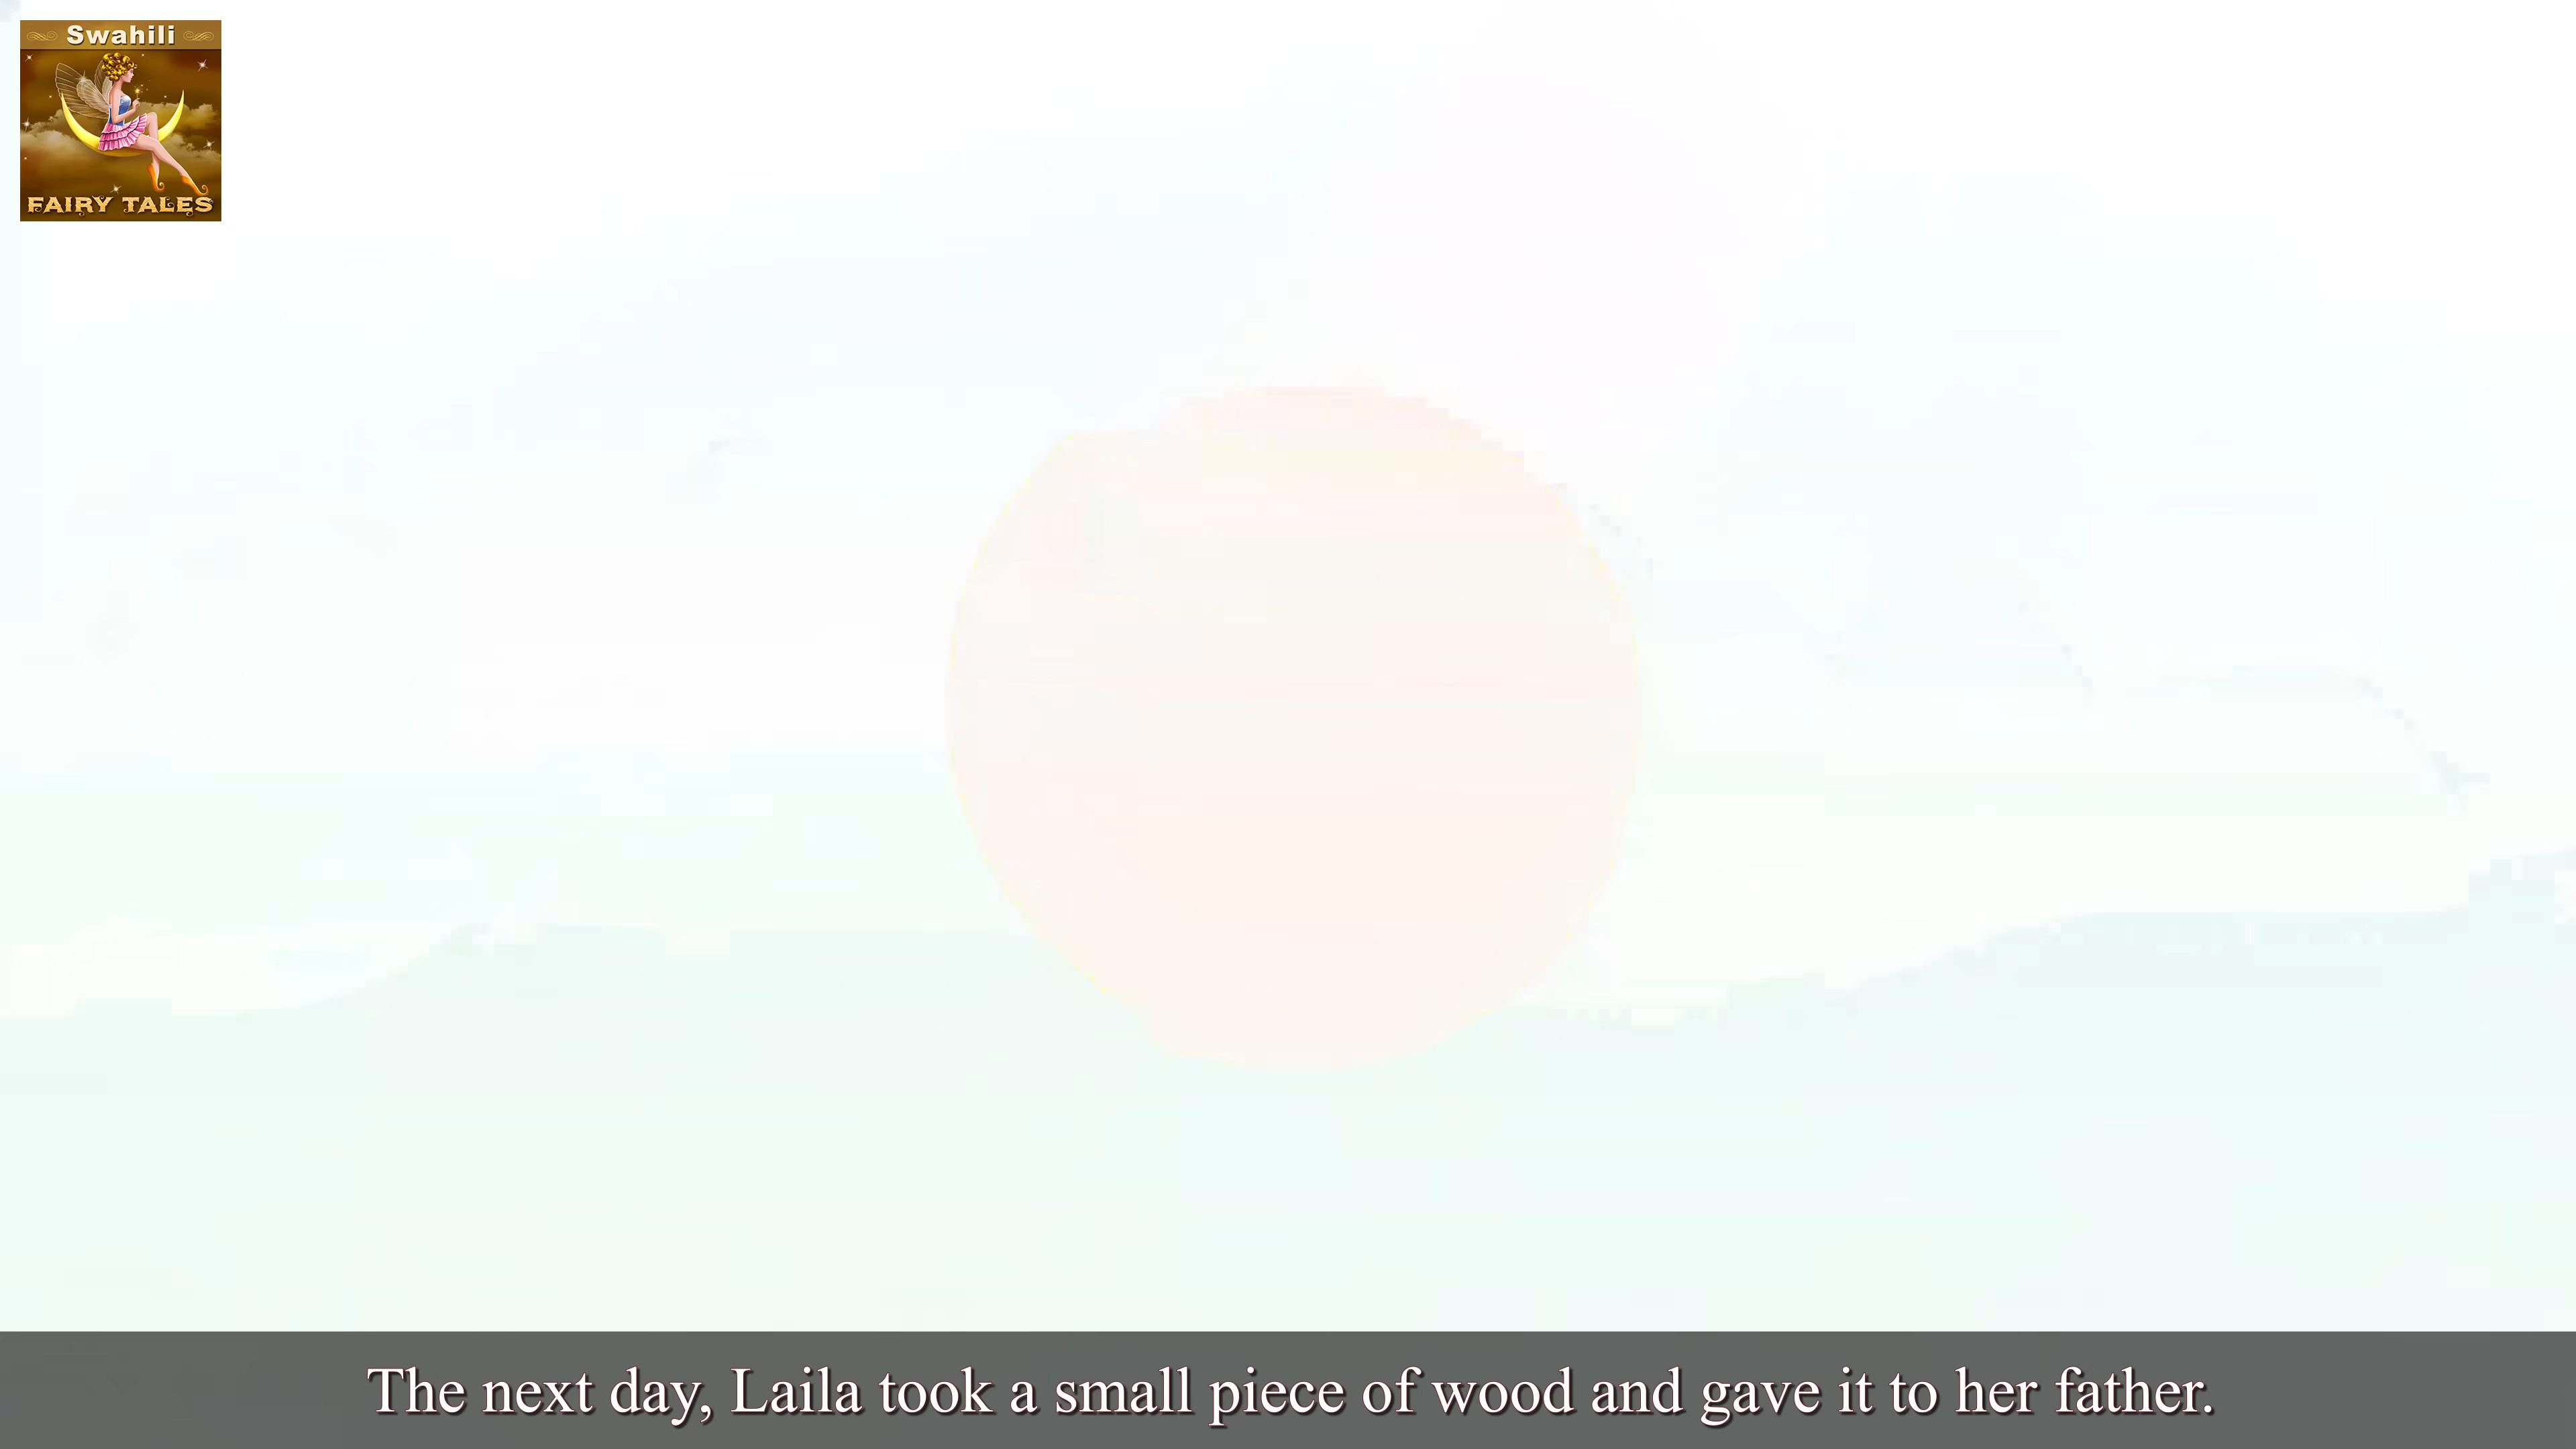 Swahili
FAIRY TALES
The next day, Laila took a small piece of wood and gave it to her father.